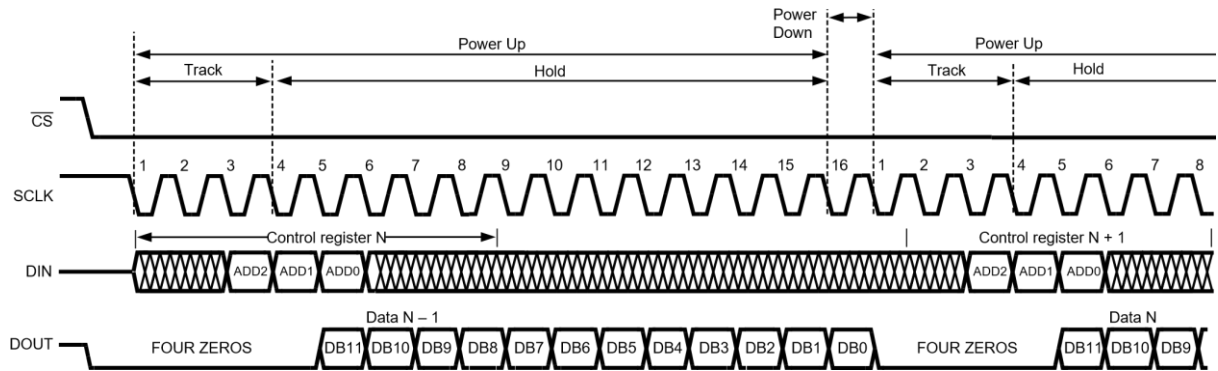 Power Down
Power Up
Power Up
Track
Hold
Track
Hold
CS
1 2 3 4 5 6 7 8 9 10 11 12 13 14 15 16 1 2 3 4 5 6 7 8
SCLK
Control register N
Control register N + 1
DIN
ADD2 ADD1 ADD0 ADD2 ADD1 ADD0
Data N – 1
Data N
DOUT
FOUR ZEROS DB11 DB10 DB9 DB8 DB7 DB6 DB5 DB4 DB3 DB2 DB1 DB0 FOUR ZEROS DB11 DB10 DB9